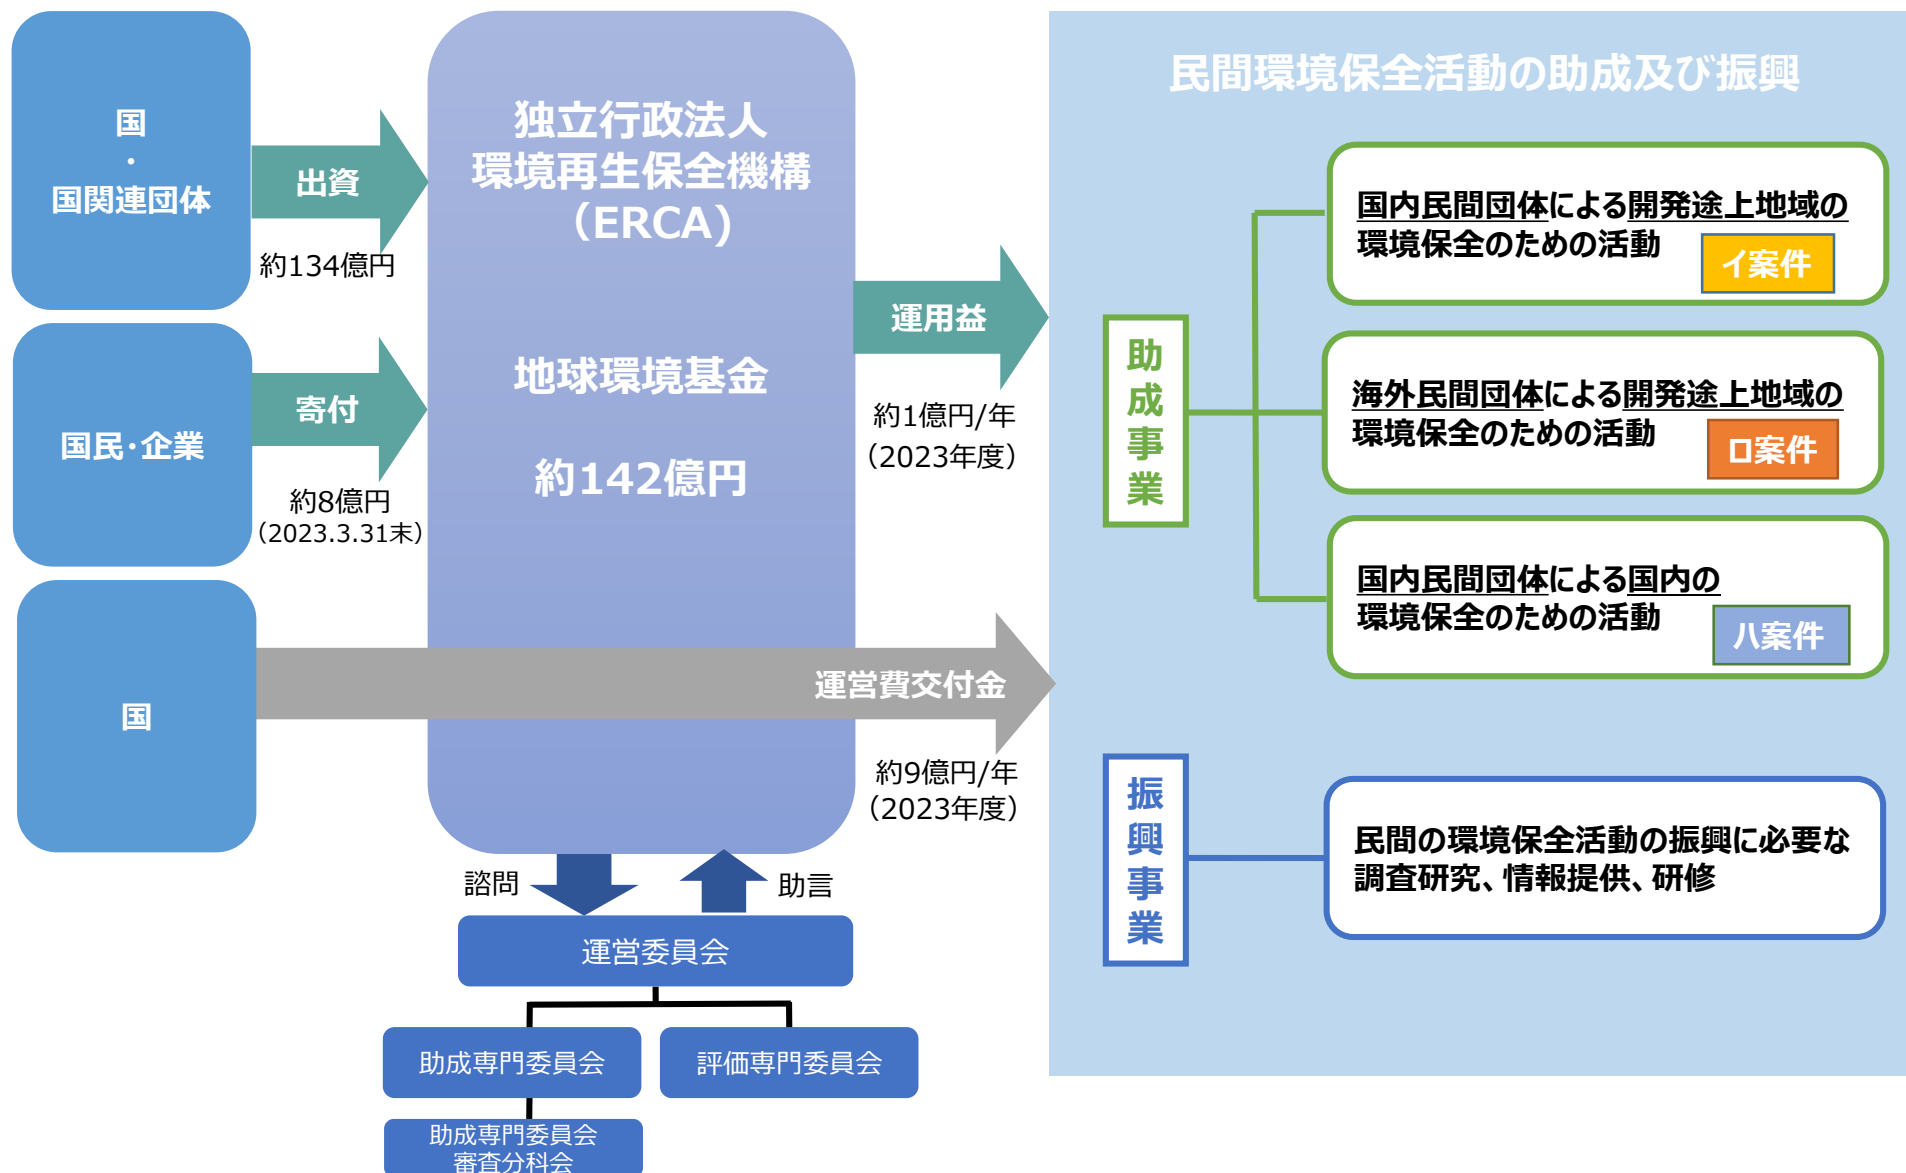 国
・
国関連団体
出資
約134億円
国民・企業
寄付
約8億円
（2023.3.31末）
国
独立行政法人
環境再生保全機構
（ERCA）
地球環境基金
約142億円
運用益
約1億円/年
（2023年度）
運営費交付金
約9億円/年
（2023年度）
諮問
助言
運営委員会
助成専門委員会
評価専門委員会
助成専門委員会
審査分科会
民間環境保全活動の助成及び振興
助成事業
国内民間団体による開発途上地域の
環境保全のための活動
イ案件
海外民間団体による開発途上地域の
環境保全のための活動
ロ案件
国内民間団体による国内の
環境保全のための活動
ハ案件
振興事業
民間の環境保全活動の振興に必要な
調査研究、情報提供、研修